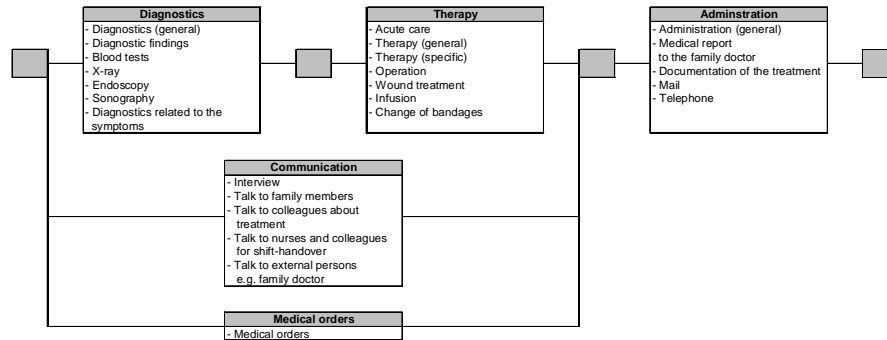 Diagnostics
- Diagnostics (general)
- Diagnostic findings
- Blood tests
- X-ray
- Endoscopy
- Sonography
- Diagnostics related to the
symptoms
Therapy
- Acute care
- Therapy (general)
- Therapy (specific)
- Operation
- Wound treatment
- Infusion
- Change of bandages
Adminstration
- Administration (general)
- Medical report
to the family doctor
- Documentation of the treatment
- Mail
- Telephone
Communication
- Interview
- Talk to family members
- Talk to colleagues about
treatment
- Talk to nurses and colleagues
for shift-handover
- Talk to external persons
e.g. family doctor
Medical orders
- Medical orders